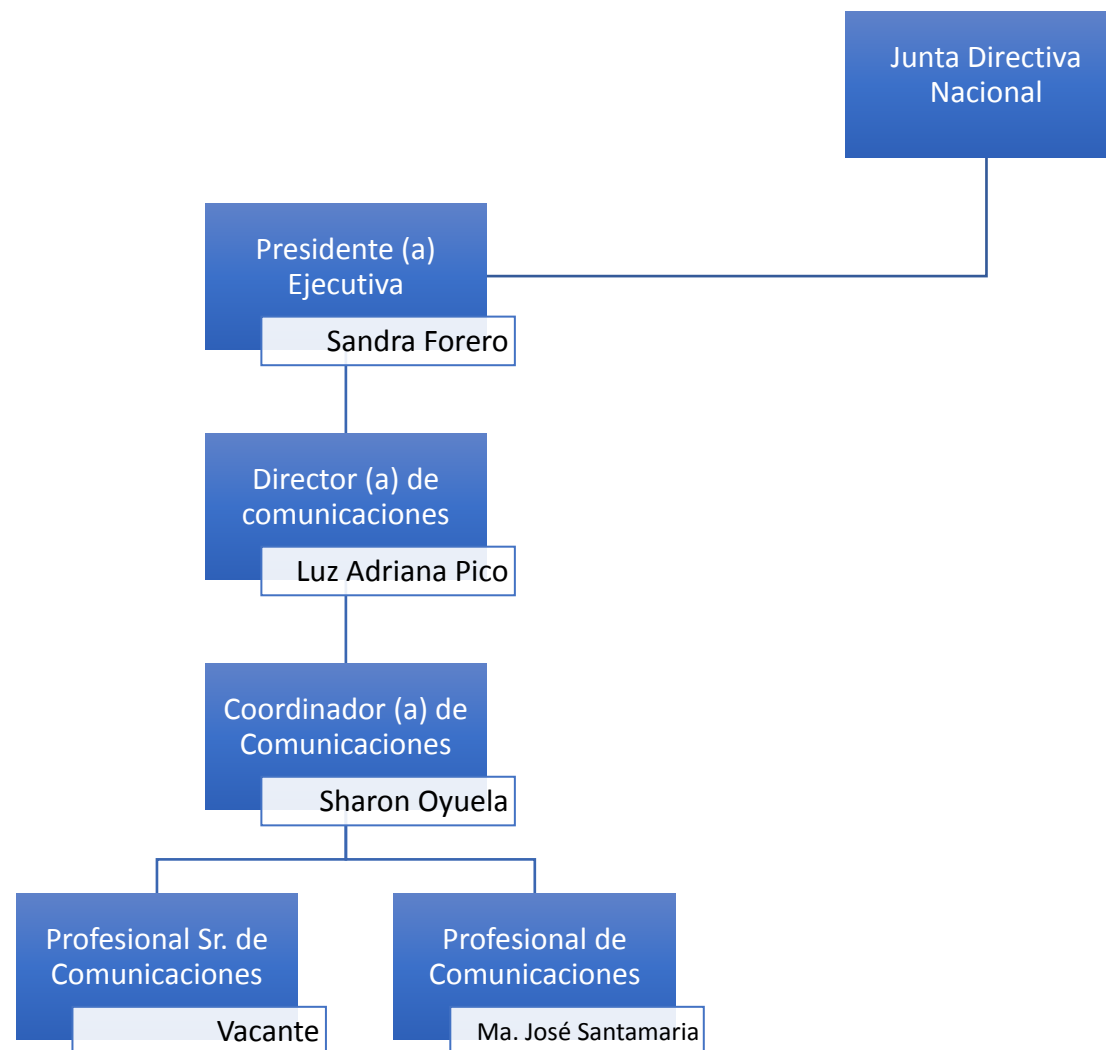 Junta Directiva
Nacional
Presidente (a)
Ejecutiva
Sandra Forero
Director (a) de
comunicaciones
Luz Adriana Pico
Coordinador (a) de
Comunicaciones
Sharon Oyuela
Profesional Sr. de
Comunicaciones
Vacante
Profesional de
Comunicaciones
Ma. José Santamaria